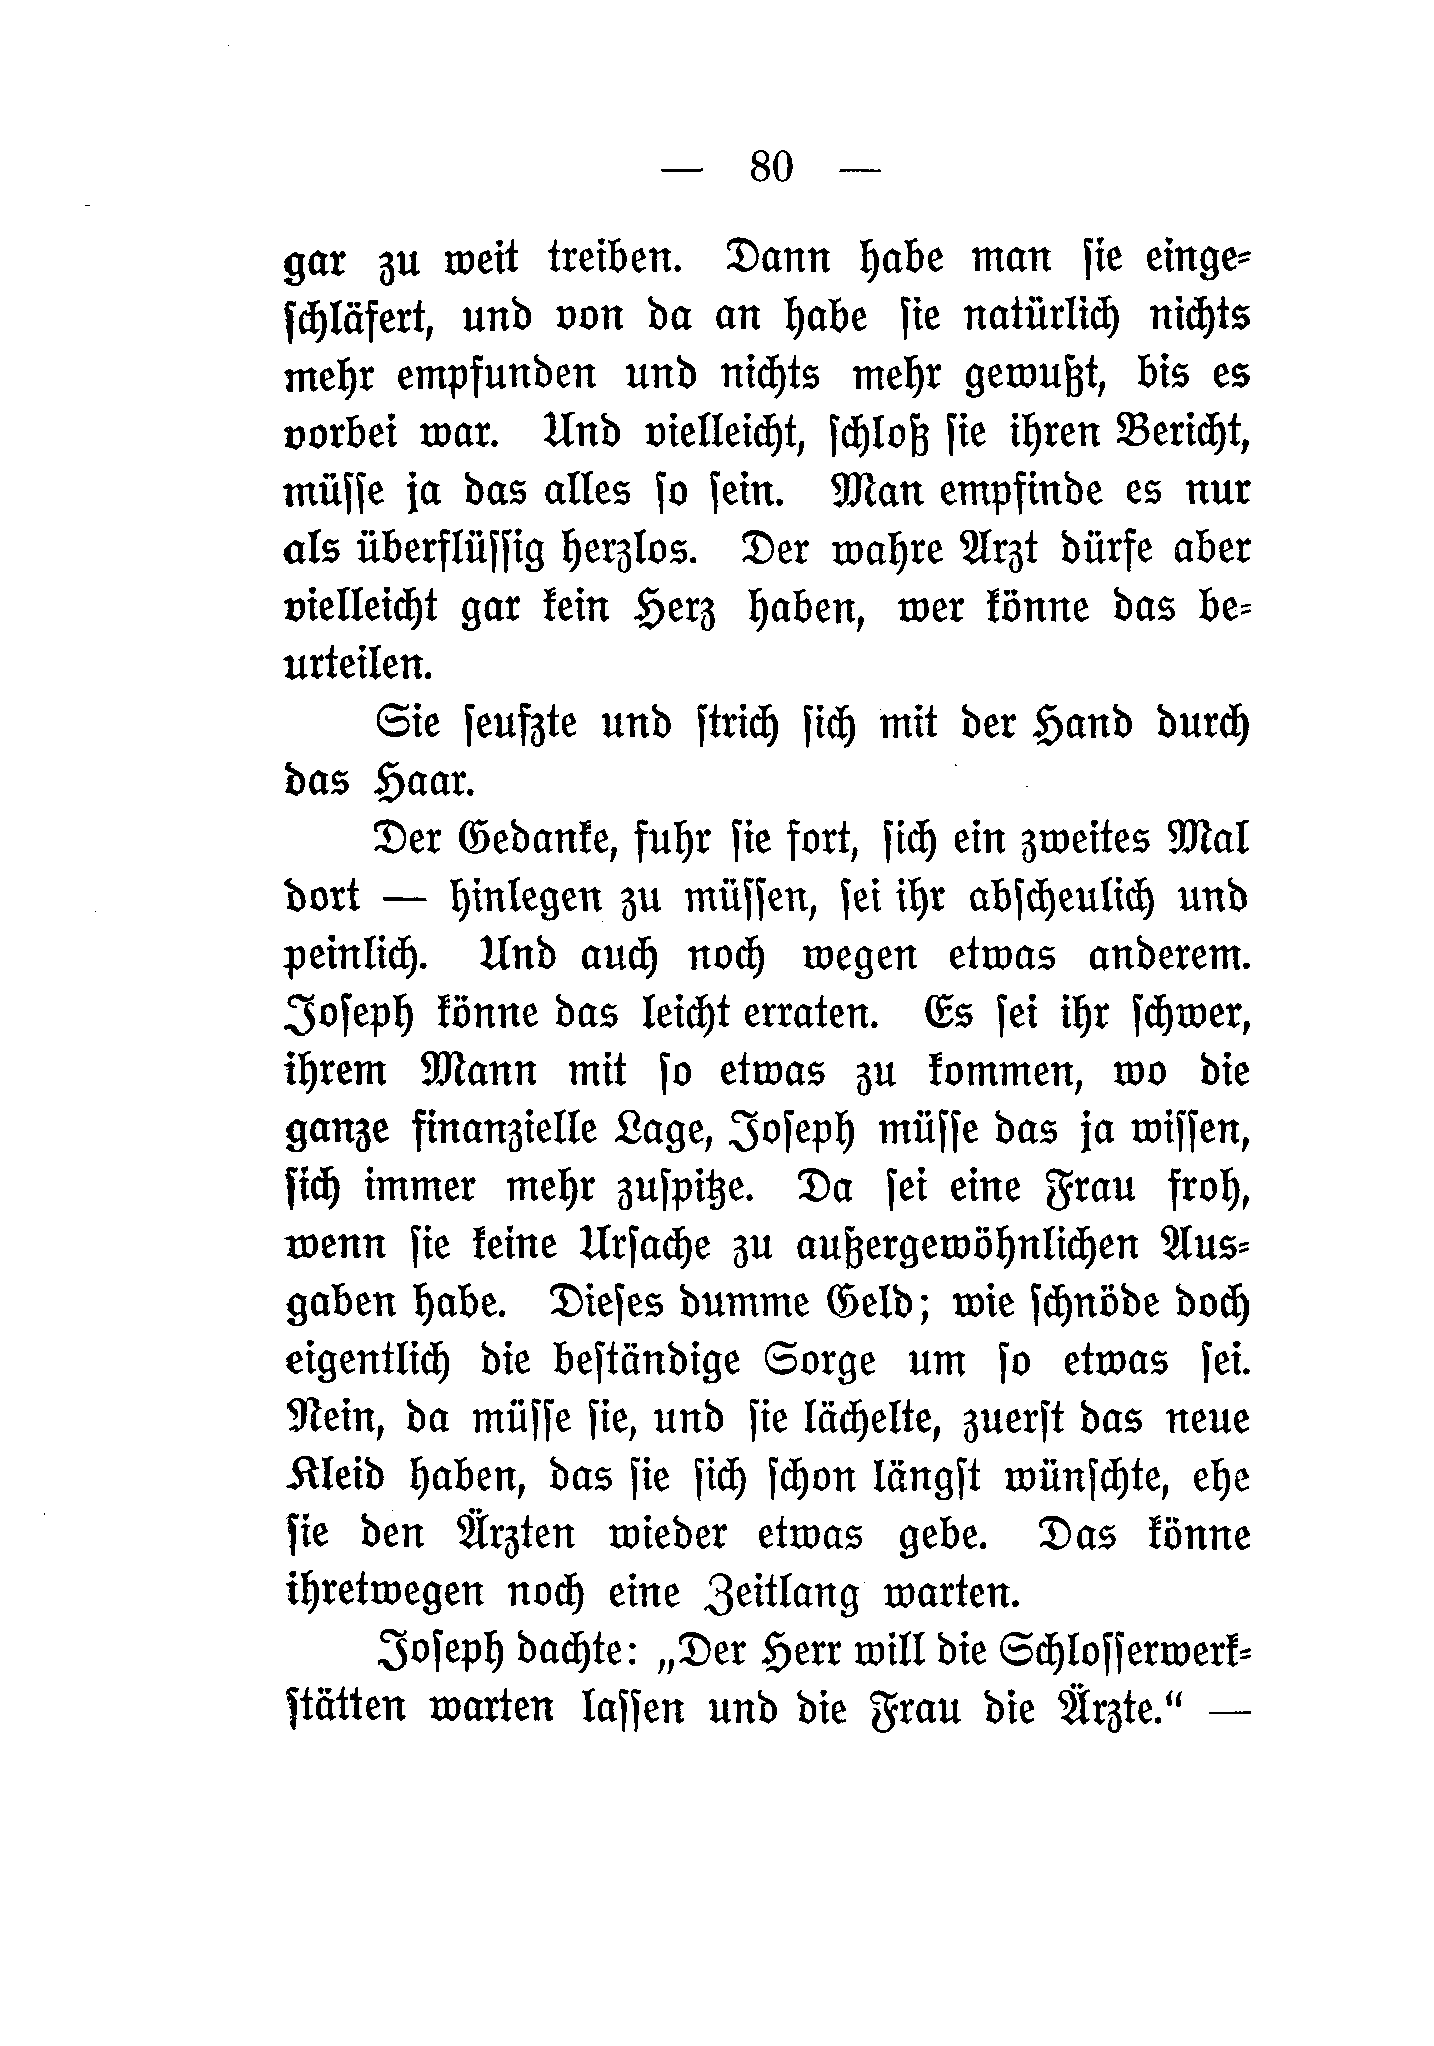 — 80 —
gar zu weit treiben. Dann habe man sie einge-
schläfert, und von da an habe sie natürlich nichts
mehr empfunden und nichts mehr gewußt, bis es
vorbei war. Und vielleicht, schloß sie ihren Bericht,
müsse ja das alles so sein. Man empfinde es nur
als überflüssig herzlos. Der wahre Arzt dürfe aber
vielleicht gar kein Herz haben, wer könne das be-
urteilen.
Sie seufzte und strich sich mit der Hand durch
das Haar.
Der Gedanke, fuhr sie fort, sich ein zweites Mal
dort — hinlegen zu müssen, sei ihr abscheulich und
peinlich. Und auch noch wegen etwas anderem.
Joseph könne das leicht erraten. Es sei ihr schwer,
ihrem Mann mit so etwas zu kommen, wo die
ganze finanzielle Lage, Joseph müsse das ja wissen,
sich immer mehr zuspitze. Da sei eine Frau froh,
wenn sie keine Ursache zu außergewöhnlichen Aus-
gaben habe. Dieses dumme Geld; wie schnöde doch
eigentlich die beständige Sorge um so etwas sei.
Nein, da müsse sie, und sie lächelte, zuerst das neue
Kleid haben, das sie sich schon längst wünschte, ehe
sie den Ärzten wieder etwas gebe. Das könne
ihretwegen noch eine Zeitlang warten.
Joseph dachte: „Der Herr will die Schlosserwerk-
stätten warten lassen und die Frau die Ärzte.“ —